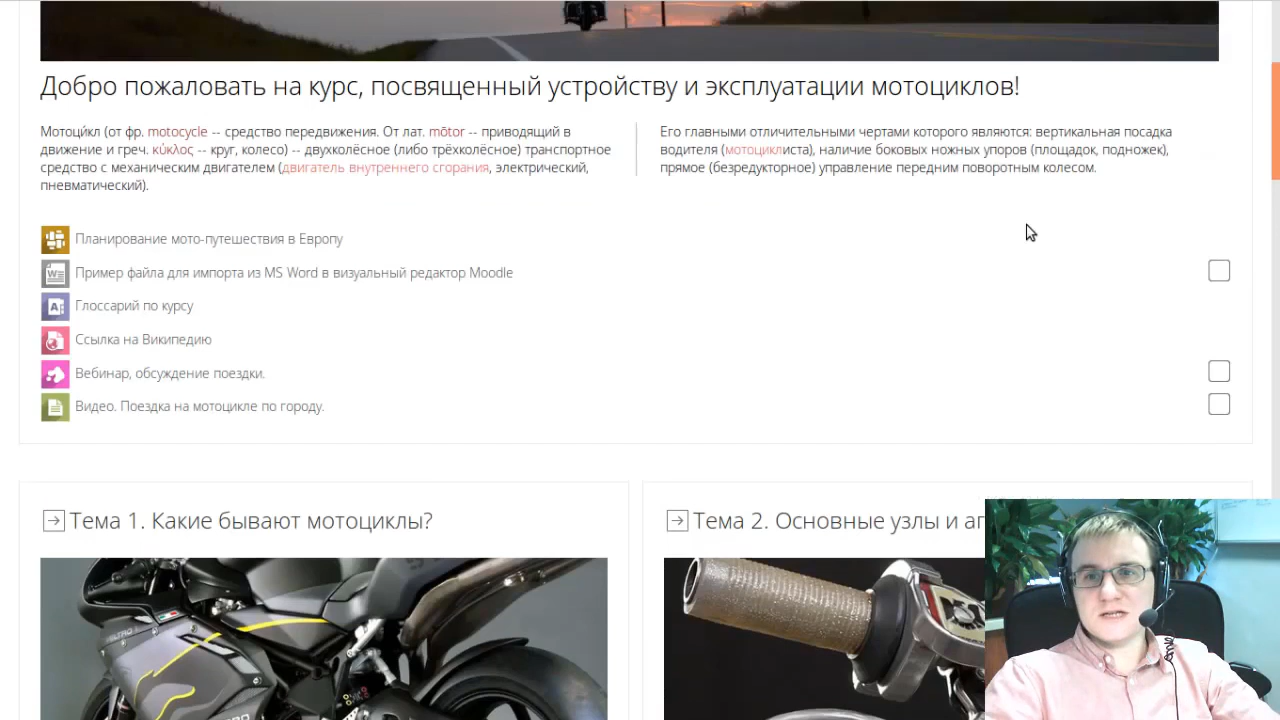 Добро пожаловать на курс, посвященный устройству и эксплуатации мотоциклов!
Мотоци́кл (от фр. motocycle -- средство передвижения. От лат. mōtor -- приводящий в
движение и греч. κύκλος -- круг, колесо) -- двухколёсное (либо трёхколёсное) транспортное
средство с механическим двигателем (двигатель внутреннего сгорания, электрический,
пневматический).
Его главными отличительными чертами которого являются: вертикальная посадка
водителя (мотоциклиста), наличие боковых ножных упоров (площадок, подножек),
прямое (безредукторное) управление передним поворотным колесом.
Планирование мото-путешествия в Европу
Пример файла для импорта из MS Word в визуальный редактор Moodle
Глоссарий по курсу
Ссылка на Википедию
Вебинар, обсуждение поездки.
Видео. Поездка на мотоцикле по городу.
Тема 1. Какие бывают мотоциклы?
Тема 2. Основные узлы и